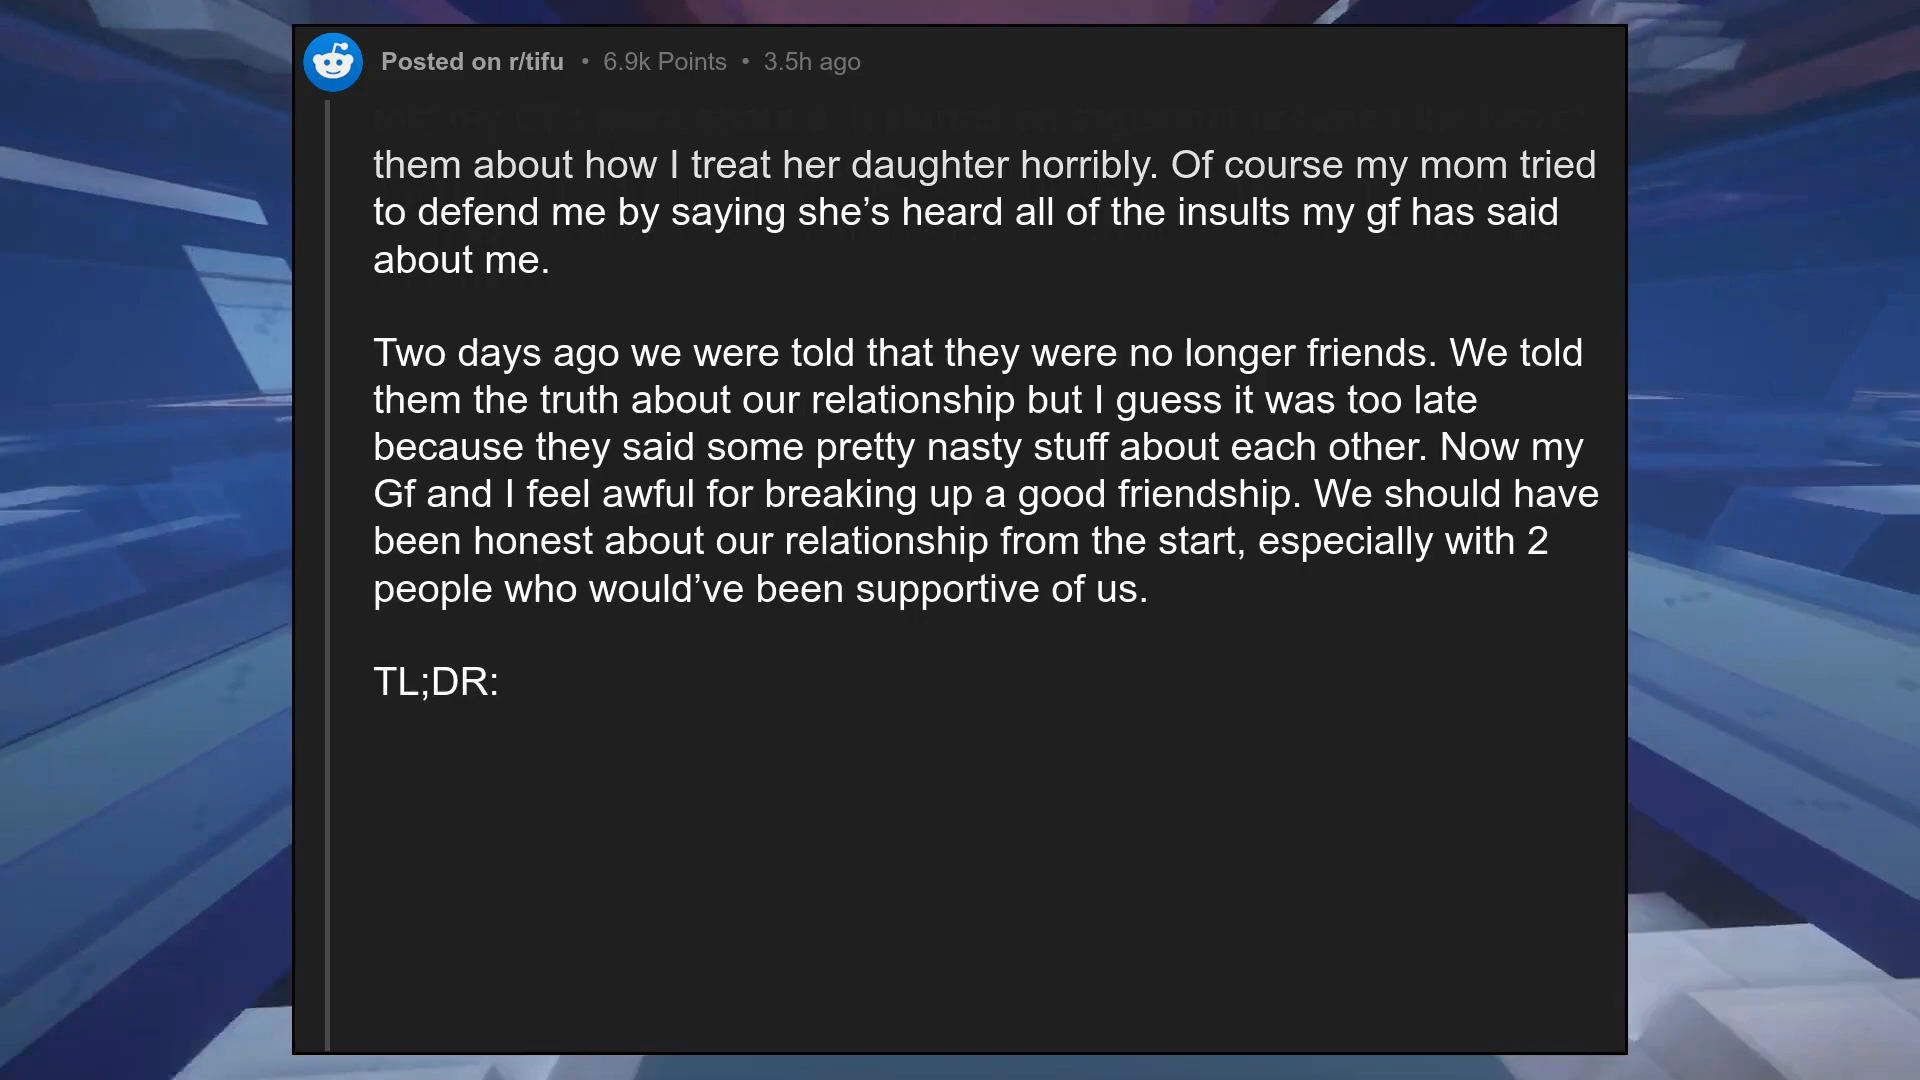 Posted on r/tifu • 6.9k Points • 3.5h ago
them about how I treat her daughter horribly. Of course my mom tried
to defend me by saying she’s heard all of the insults my gf has said
about me.
Two days ago we were told that they were no longer friends. We told
them the truth about our relationship but I guess it was too late
because they said some pretty nasty stuff about each other. Now my
Gf and I feel awful for breaking up a good friendship. We should have
been honest about our relationship from the start, especially with 2
people who would’ve been supportive of us.
TL;DR: